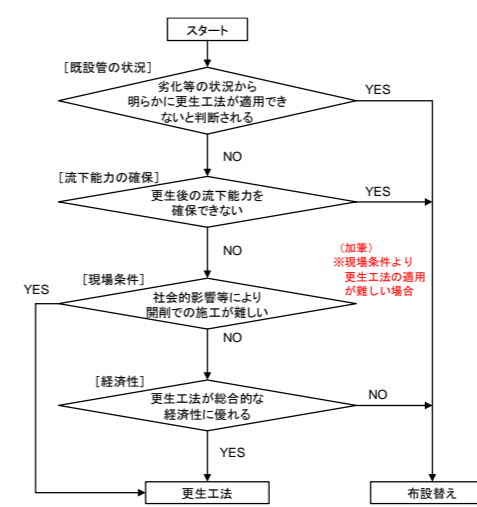 スタート
［既設管の状況］
劣化等の状況から
明らかに更生工法が適用でき
ないと判断される
YES
NO
［流下能力の確保］
更生後の流下能力を
確保できない
YES
NO
（加筆）
※現場条件より
更生工法の適用
が難しい場合
［現場条件］
YES
社会的影響等により
開削での施工が難しい
NO
［経済性］
更生工法が総合的な
経済性に優れる
NO
YES
更生工法
布設替え